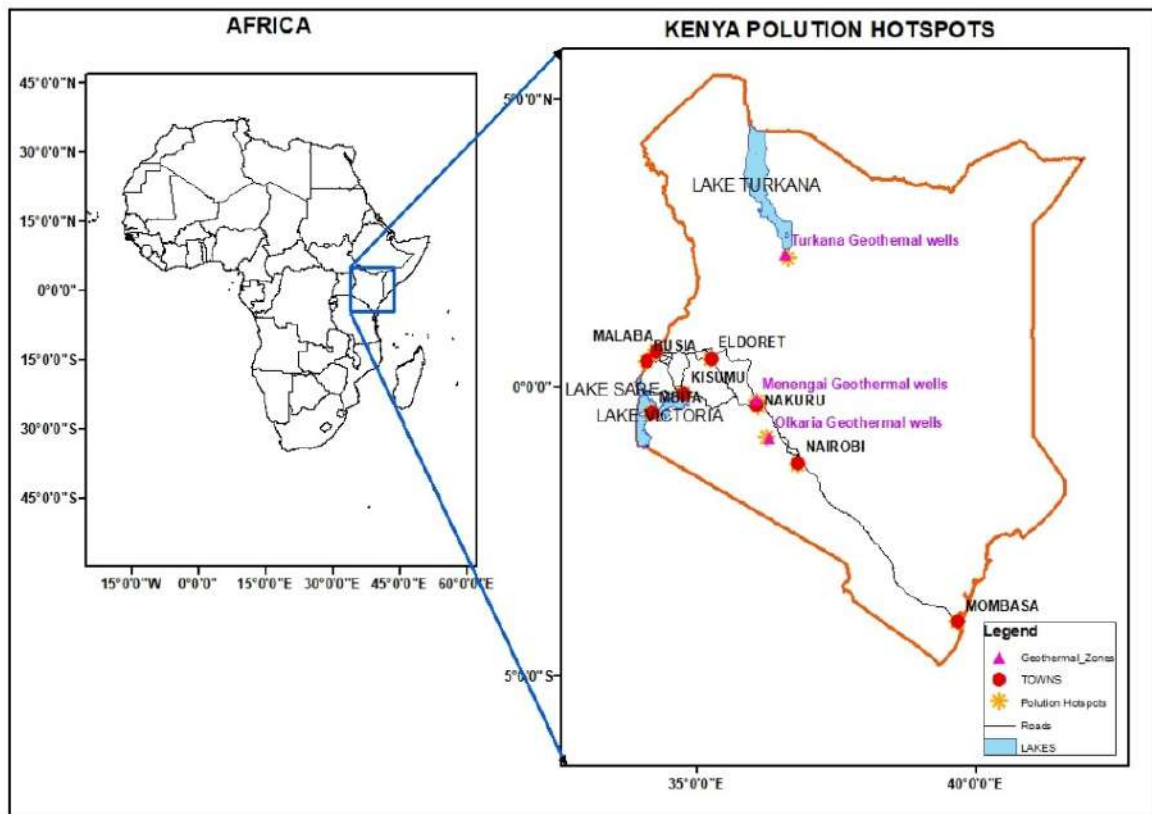 AFRICA
KENYA POLUTION HOTSPOTS
45°0'0"N
30°0'0"N
15°0'0"N
0°0'0"
15°0'0"S
30°0'0"S
45°0'0"S
15°0'0"W
0°0'0"
15°0'0"E
30°0'0"E
45°0'0"E
60°0'0"E
5°0'0"N
0°0'0"
5°0'0"S
35°0'0"E
40°0'0"E
LAKE TURKANA
Turkana Geothemal wells
MALABA
BUSIA
ELDORET
KISUMU
LAKE SARE
MBITA
LAKE VICTORIA
Menengai Geothermal wells
NAKURU
Olkaria Geothermal wells
NAIROBI
MOMBASA
Legend
Geothermal_Zones
TOWNS
Polution Hotspots
Roads
LAKES